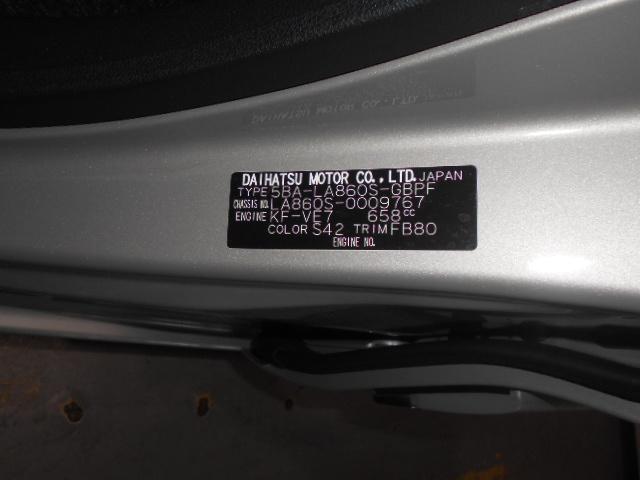 DAIHATSU MOTOR CO., LTD. JAPAN
TYPE 5BA-LA860S-GBPF
CHASSIS NO. LA860S-0009767
ENGINE KF-VE7 658cc
COLOR S42 TRIM FB80
ENGINE NO.